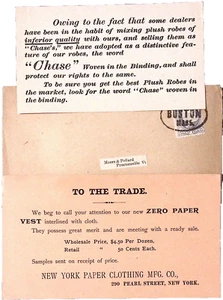 Owing to the fact that some dealers
have been in the habit of mixing plush robes of
inferior quality with ours, and selling them as
"Chase's," we have adopted as a distinctive fea-
ture of our robes, the word
"Chase" Woven in the Binding, and shall
protect our rights to the same.
To be sure you get the best Plush Robes in
the market, look for the word "Chase" woven in
the binding.
BOSTON
MASS.
Moore & Pollard
Proctorsville Vt
TO THE TRADE.
We beg to call your attention to our new ZERO PAPER
VEST interlined with cloth.
They possess great merit and are meeting with a ready sale.
Wholesale Price, $4.50 Per Dozen.
Retail " 50 Cents Each.
Samples sent on receipt of price.
NEW YORK PAPER CLOTHING MFG. CO.,
290 PEARL STREET, NEW YORK.